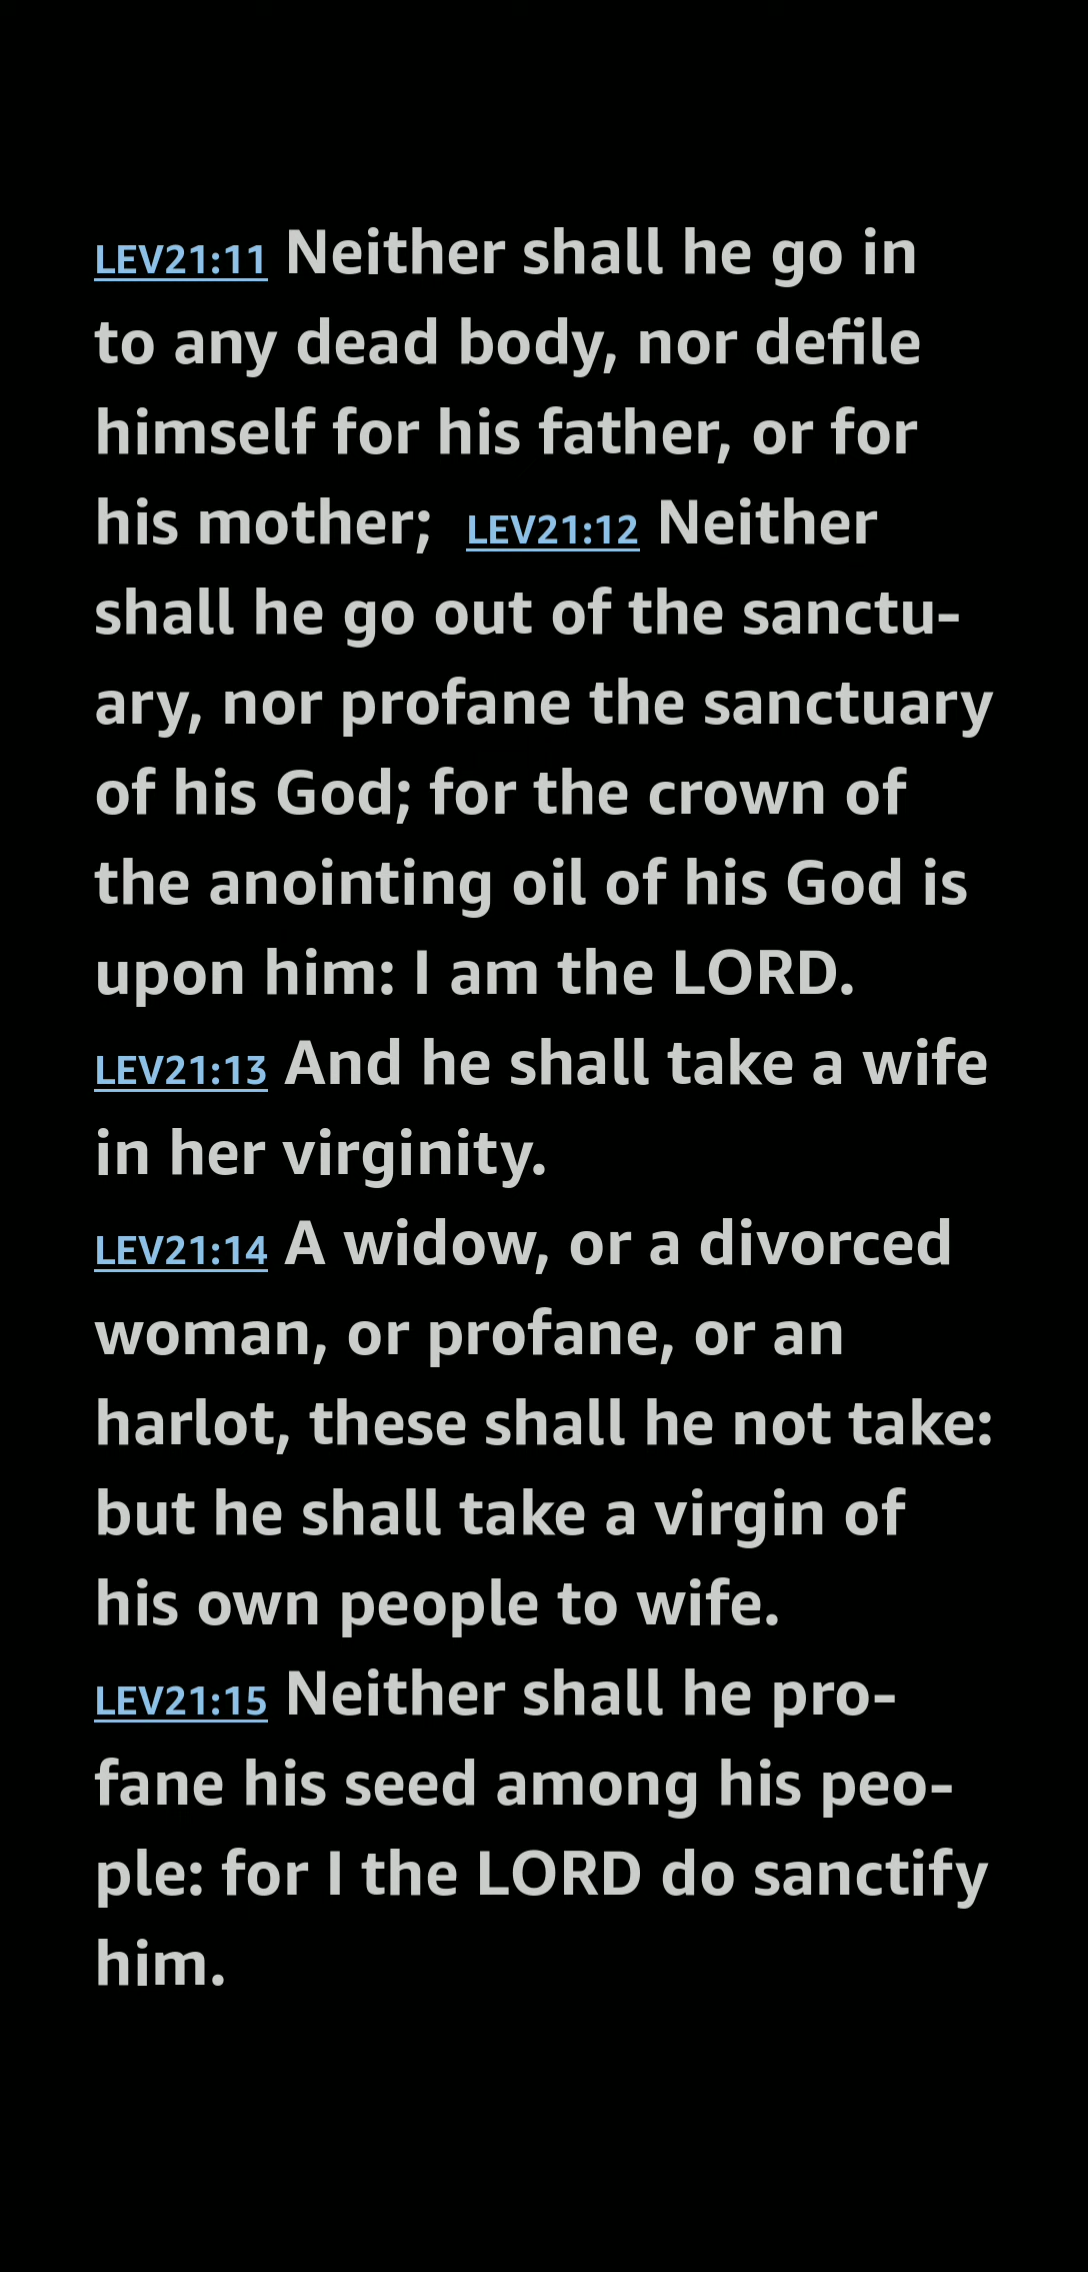 LEV21:11 Neither shall he go in
to any dead body, nor defile
himself for his father, or for
his mother; LEV21:12 Neither
shall he go out of the sanctu-
ary, nor profane the sanctuary
of his God; for the crown of
the anointing oil of his God is
upon him: I am the LORD.
LEV21:13 And he shall take a wife
in her virginity.
LEV21:14 A widow, or a divorced
woman, or profane, or an
harlot, these shall he not take:
but he shall take a virgin of
his own people to wife.
LEV21:15 Neither shall he pro-
fane his seed among his peo-
ple: for I the LORD do sanctify
him.